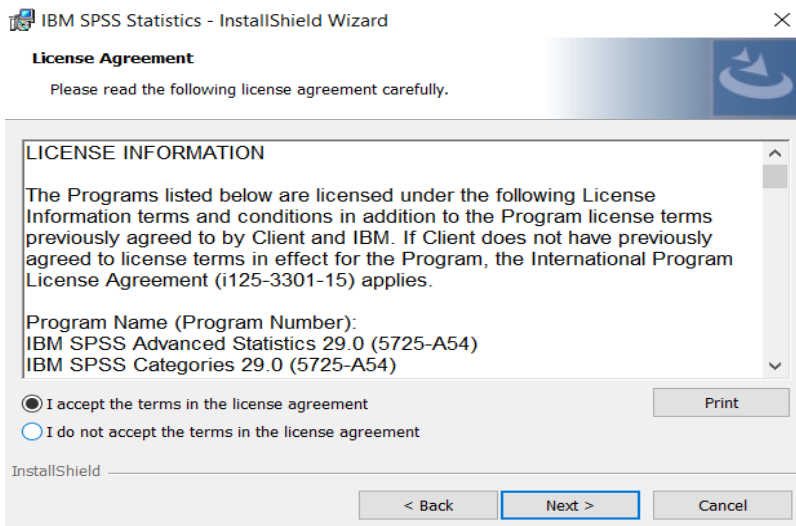 IBM SPSS Statistics - InstallShield Wizard
License Agreement
Please read the following license agreement carefully.
LICENSE INFORMATION
The Programs listed below are licensed under the following License
Information terms and conditions in addition to the Program license terms
previously agreed to by Client and IBM. If Client does not have previously
agreed to license terms in effect for the Program, the International Program
License Agreement (i125-3301-15) applies.
Program Name (Program Number):
IBM SPSS Advanced Statistics 29.0 (5725-A54)
IBM SPSS Categories 29.0 (5725-A54)
I accept the terms in the license agreement
Print
I do not accept the terms in the license agreement
InstallShield
< Back
Next >
Cancel